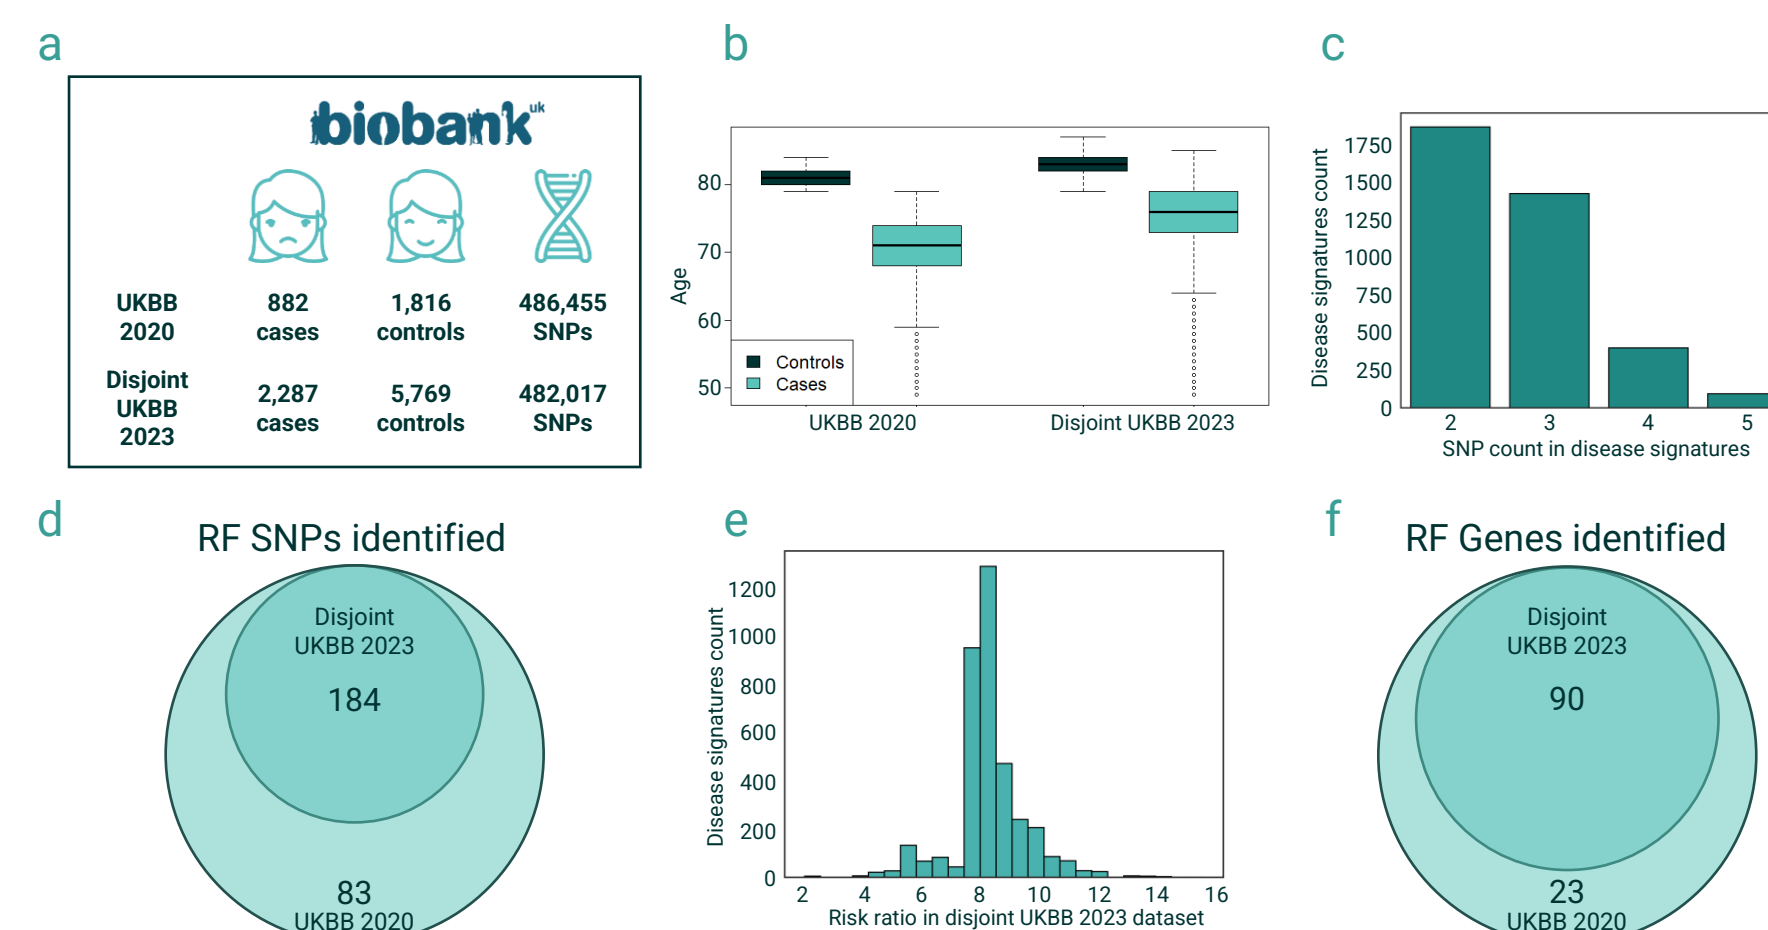 a
biobank uk
UKBB 2020
882 cases
1,816 controls
486,455 SNPs
Disjoint UKBB 2023
2,287 cases
5,769 controls
482,017 SNPs
b
Age
80
70
60
50
Controls
Cases
UKBB 2020
Disjoint UKBB 2023
c
Disease signatures count
1750
1500
1250
1000
750
500
250
0
2 3 4 5
SNP count in disease signatures
d
RF SNPs identified
Disjoint
UKBB 2023
184
83
UKBB 2020
e
Disease signatures count
1200
1000
800
600
400
200
0
2 4 6 8 10 12 14 16
Risk ratio in disjoint UKBB 2023 dataset
f
RF Genes identified
Disjoint
UKBB 2023
90
23
UKBB 2020